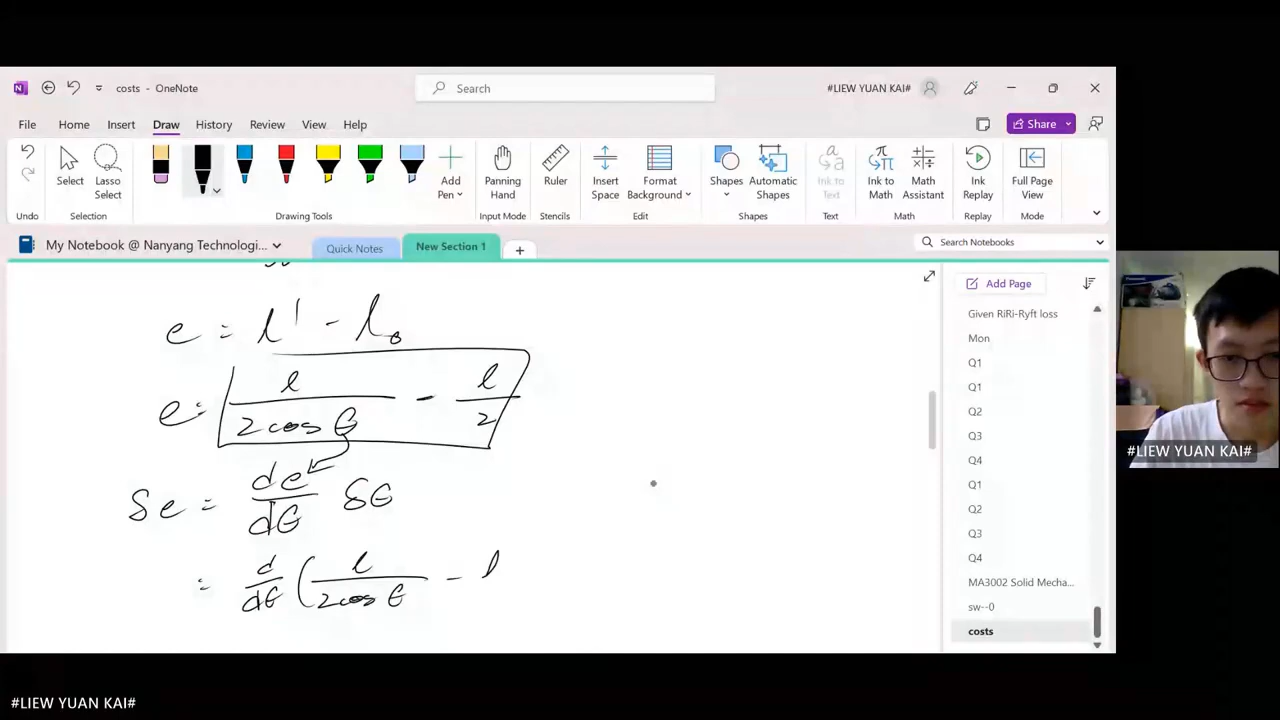 costs - OneNote
Search
#LIEW YUAN KAI#
File Home Insert Draw History Review View Help
Share
Undo
Select
Lasso Select
Selection
Add Pen
Drawing Tools
Panning Hand
Input Mode
Ruler
Stencils
Insert Space
Format Background
Edit
Shapes
Automatic Shapes
Shapes
Ink to Text
Text
Ink to Math
Math Assistant
Math
Ink Replay
Replay
Full Page View
Mode
My Notebook @ Nanyang Technologi...
Quick Notes
New Section 1
+
Search Notebooks
Add Page
Given RiRi-Ryft loss
Mon
Q1
Q1
Q2
Q3
Q4
Q1
Q2
Q3
Q4
MA3002 Solid Mecha...
sw--0
costs
e = l' - l₀
e = l / (2 cos θ) - l / 2
δe = de/dθ δθ
= d/dθ ( l / (2 cos θ) - l
#LIEW YUAN KAI#
#LIEW YUAN KAI#